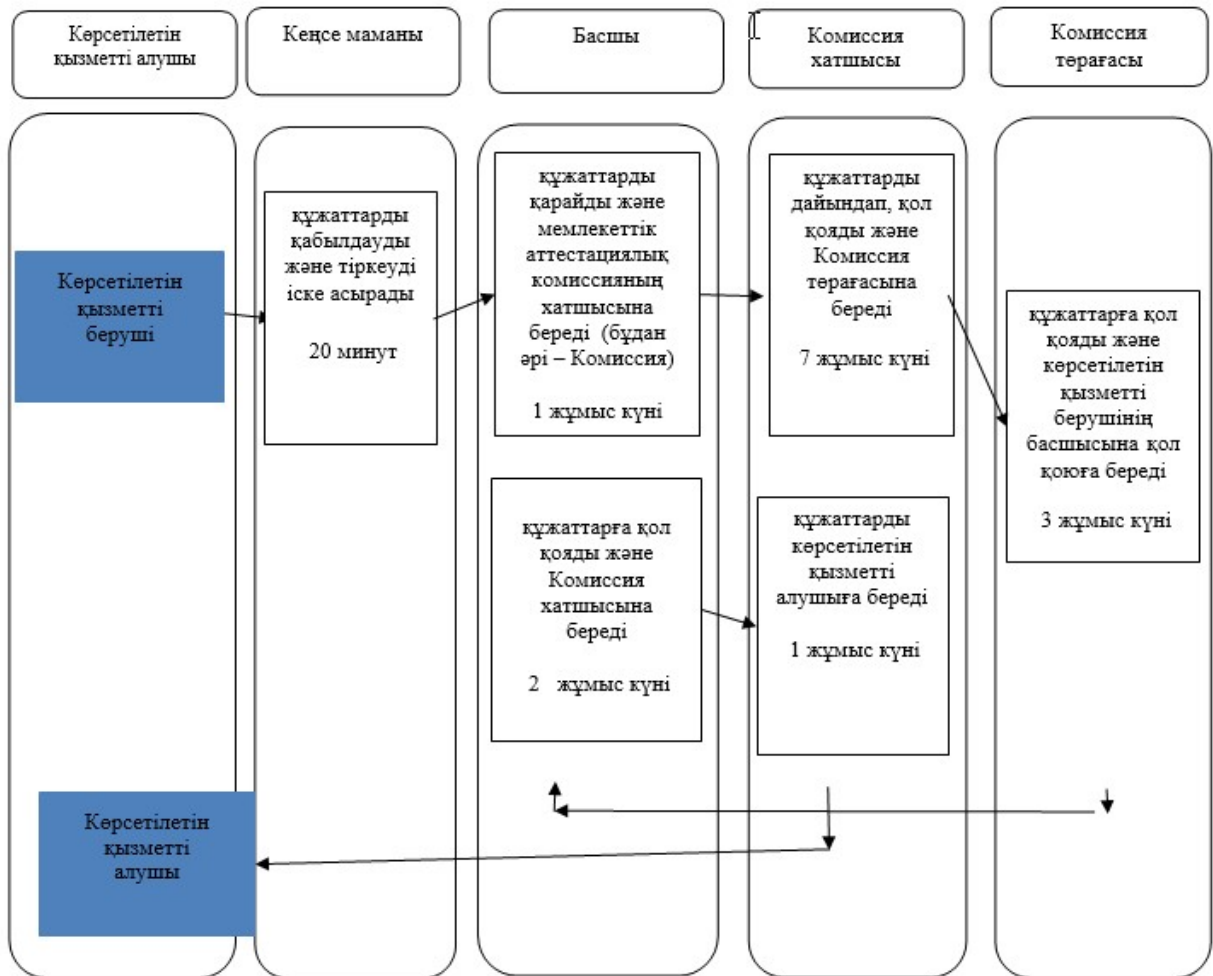 Көрсетілетін
қызметті алушы
Кеңсе маманы
Басшы
Комиссия
хатшысы
Комиссия
төрағасы
Көрсетілетін
қызметті
беруші
құжаттарды
қабылдауды
және тіркеуді
іске асырады
20 минут
құжаттарды
қарайды және
мемлекеттік
аттестациялық
комиссияның
хатшысына
береді (бұдан
әрі – Комиссия)
1 жұмыс күні
құжаттарды
дайындап, қол
қояды және
Комиссия
төрағасына
береді
7 жұмыс күні
құжаттарға қол
қояды және
көрсетілетін
қызметті
берушінің
басшысына қол
қоюға береді
3 жұмыс күні
құжаттарға қол
қояды және
Комиссия
хатшысына
береді
2 жұмыс күні
құжаттарды
көрсетілетін
қызметті
алушыға береді
1 жұмыс күні
Көрсетілетін
қызметті
алушы